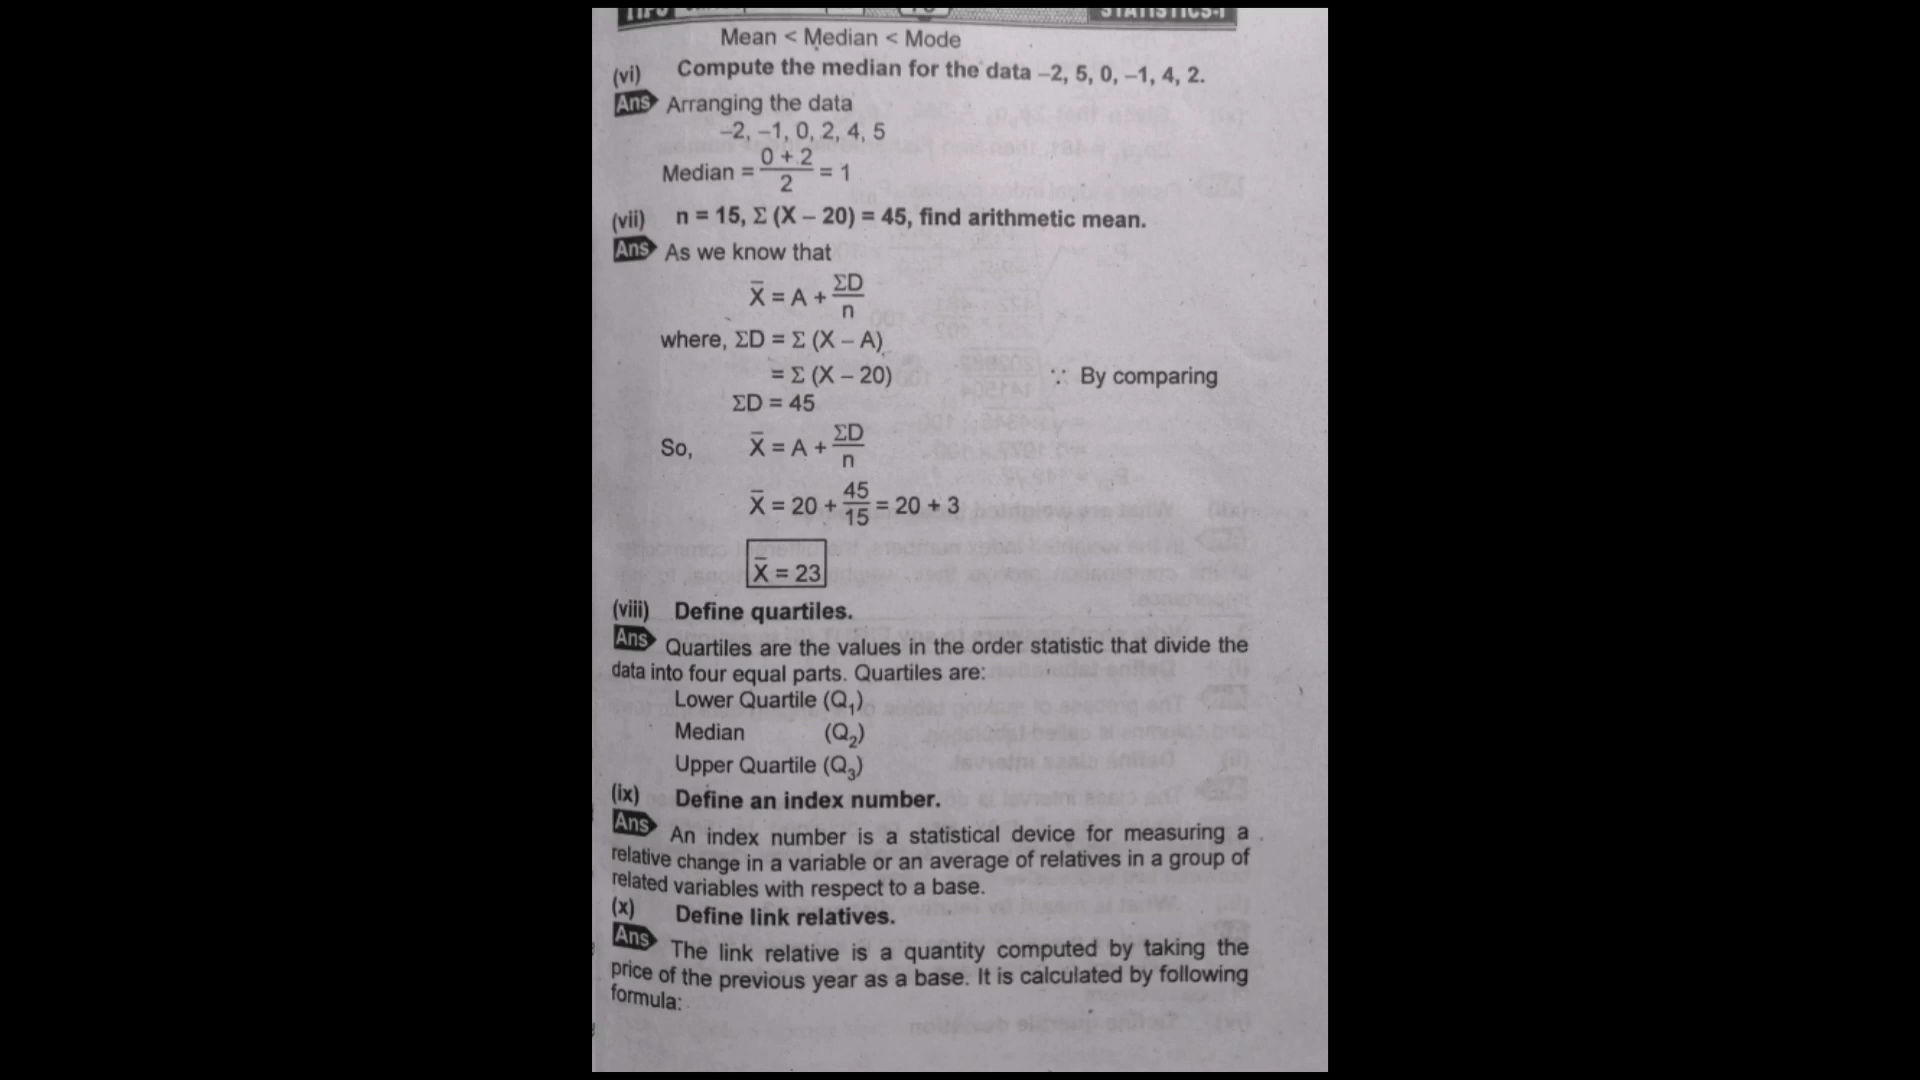 STATISTICS-I
Mean < Median < Mode
(vi) Compute the median for the data –2, 5, 0, –1, 4, 2.
Ans Arranging the data
–2, –1, 0, 2, 4, 5
Median = (0 + 2)/2 = 1
(vii) n = 15, Σ (X – 20) = 45, find arithmetic mean.
Ans As we know that
X̄ = A + ΣD/n
where, ΣD = Σ (X – A)
= Σ (X – 20) ∵ By comparing
ΣD = 45
So, X̄ = A + ΣD/n
X̄ = 20 + 45/15 = 20 + 3
X̄ = 23
(viii) Define quartiles.
Ans Quartiles are the values in the order statistic that divide the
data into four equal parts. Quartiles are:
Lower Quartile (Q₁)
Median (Q₂)
Upper Quartile (Q₃)
(ix) Define an index number.
Ans An index number is a statistical device for measuring a
relative change in a variable or an average of relatives in a group of
related variables with respect to a base.
(x) Define link relatives.
Ans The link relative is a quantity computed by taking the
price of the previous year as a base. It is calculated by following
formula: